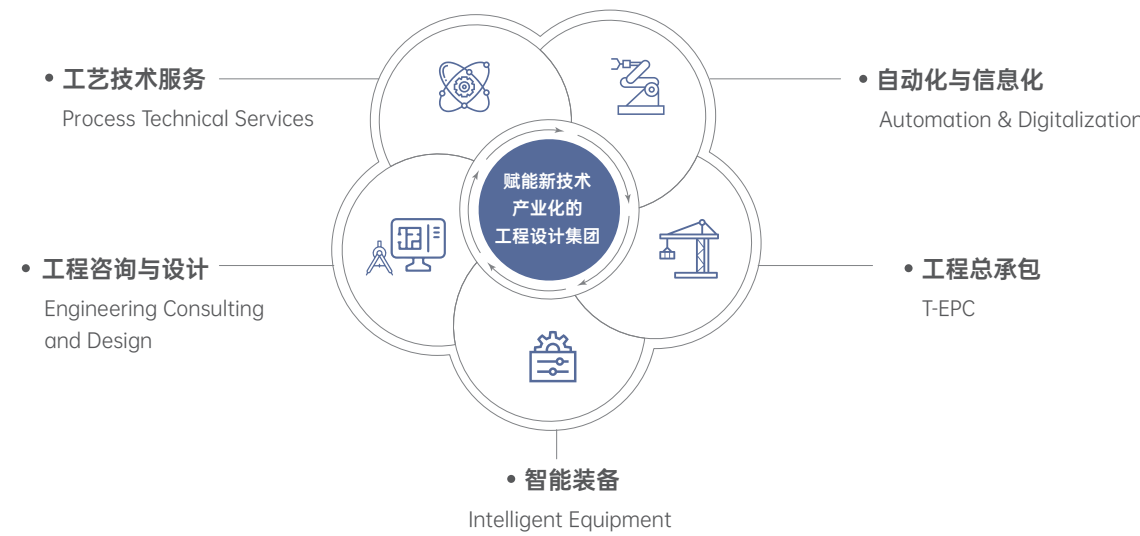 工艺技术服务
Process Technical Services
自动化与信息化
Automation & Digitalization
赋能新技术
产业化的
工程设计集团
工程咨询与设计
Engineering Consulting
and Design
工程总承包
T-EPC
智能装备
Intelligent Equipment